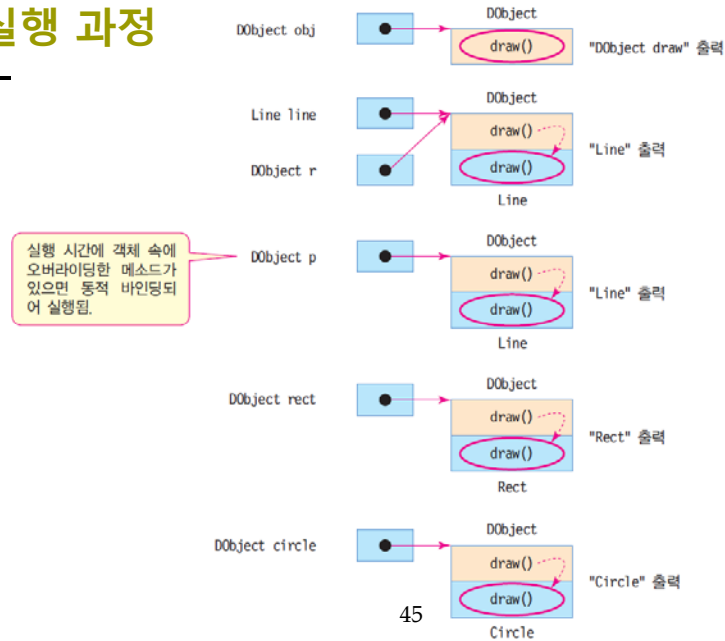 실행 과정
DObject obj
DObject
draw()
"DObject draw" 출력
Line line
DObject r
DObject
draw()
draw()
Line
"Line" 출력
실행 시간에 객체 속에
오버라이딩한 메소드가
있으면 동적 바인딩되
어 실행됨.
DObject p
DObject
draw()
draw()
Line
"Line" 출력
DObject rect
DObject
draw()
draw()
Rect
"Rect" 출력
DObject circle
DObject
draw()
draw()
Circle
"Circle" 출력
45